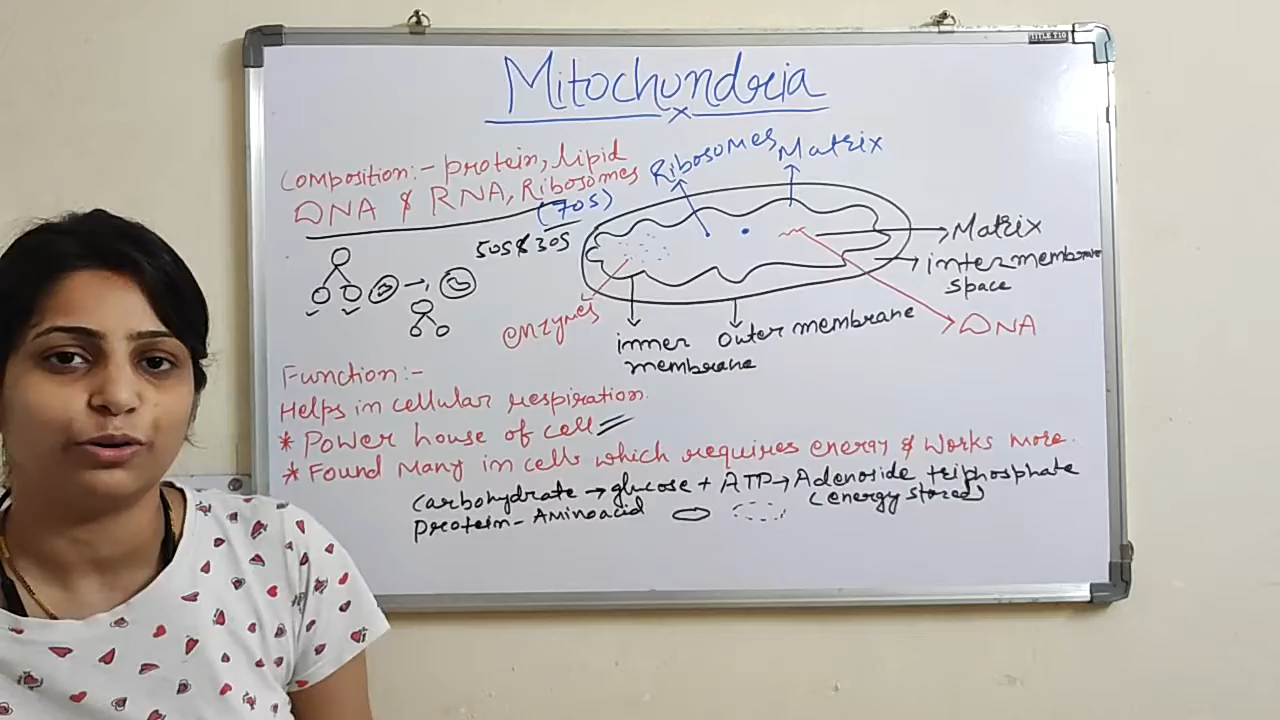 TITLE T10
Mitochondria
Composition:- protein, lipid
DNA & RNA, Ribosomes
(70S)
50S & 30S
Ribosomes
Matrix
Matrix
intermembrane
space
DNA
enzymes
inner
membrane
outer membrane
Function:-
Helps in cellular respiration.
* Power house of cell
* Found Many in cells which requires energy & works more.
carbohydrate → glucose + ATP → Adenoside triphosphate
(energy stored)
protein - Aminoacid